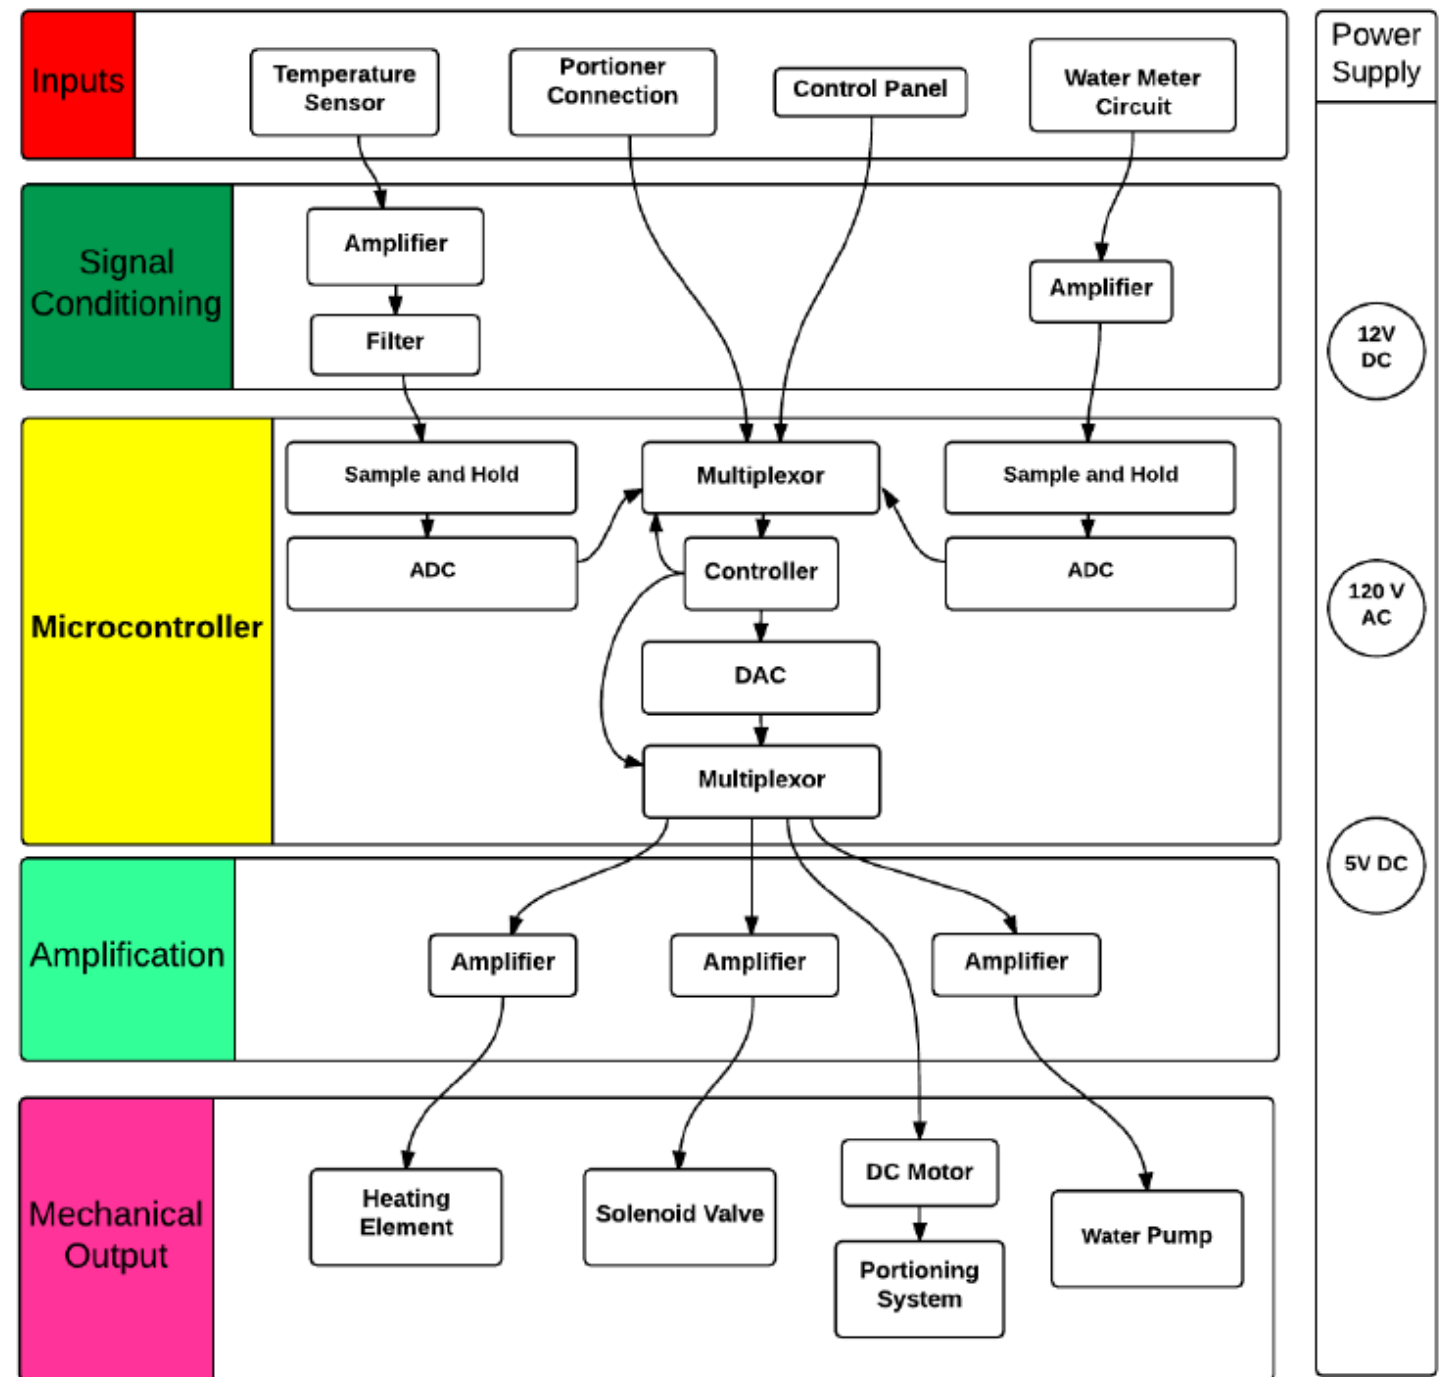 Inputs
Temperature
Sensor
Portioner
Connection
Control Panel
Water Meter
Circuit
Power
Supply
Signal
Conditioning
Amplifier
Filter
Amplifier
12V
DC
Microcontroller
Sample and Hold
Multiplexor
Sample and Hold
ADC
Controller
ADC
DAC
Multiplexor
120 V
AC
5V DC
Amplification
Amplifier
Amplifier
Amplifier
Mechanical
Output
Heating
Element
Solenoid Valve
DC Motor
Portioning
System
Water Pump